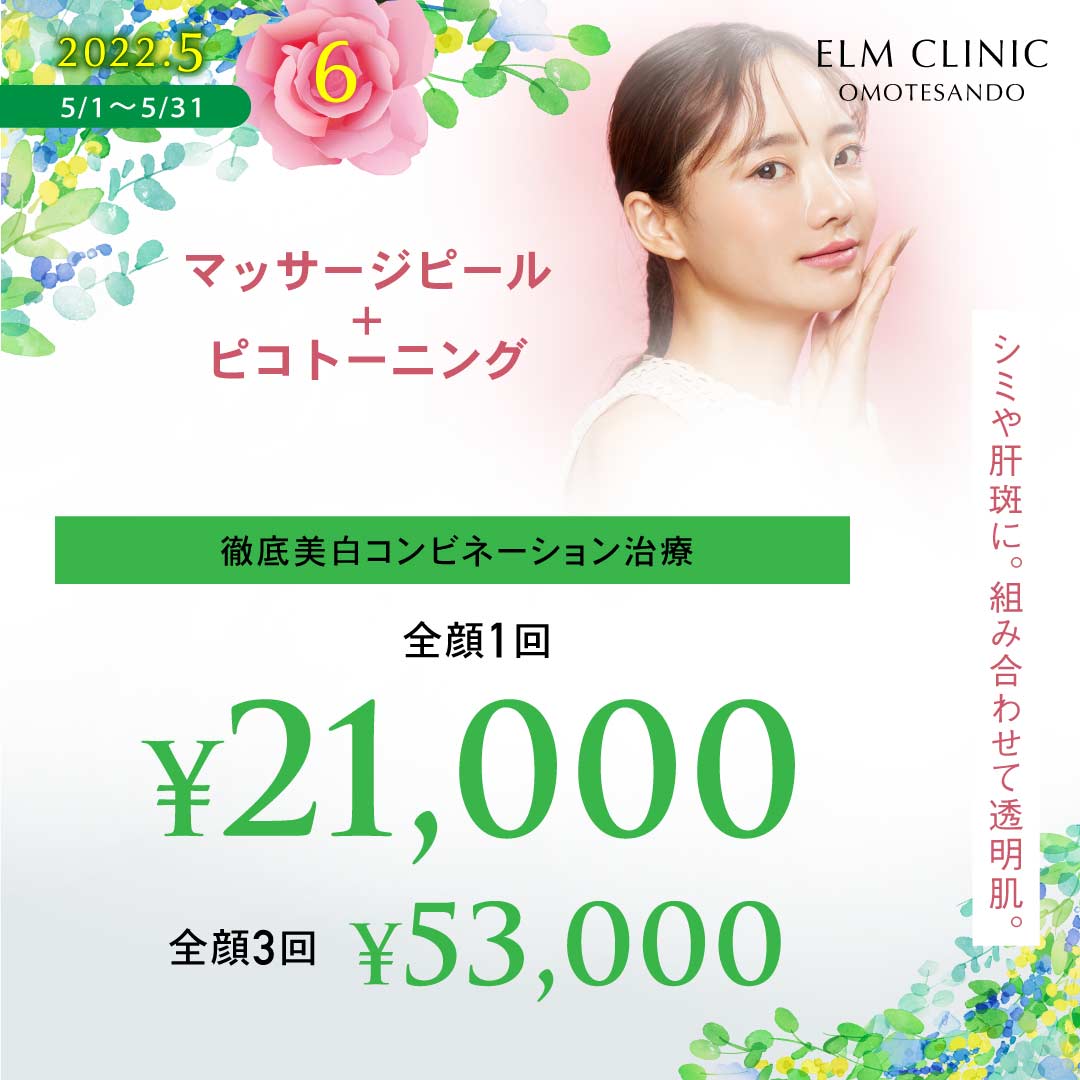 2022.5
5/1〜5/31
6
ELM CLINIC
OMOTESANDO
マッサージピール
+
ピコトーニング
シミや肝斑に。組み合わせて透明肌。
徹底美白コンビネーション治療
全顔1回
¥21,000
全顔3回 ¥53,000